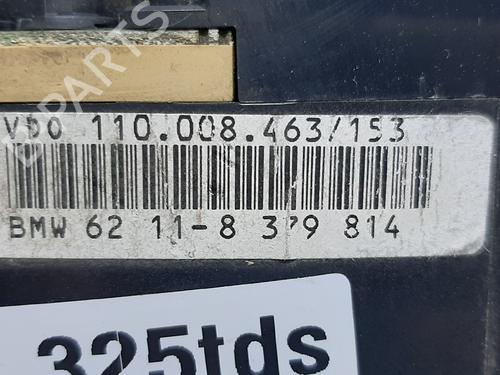 VDO 110.008.463/153
BMW 62 11-8 379 814
325tds